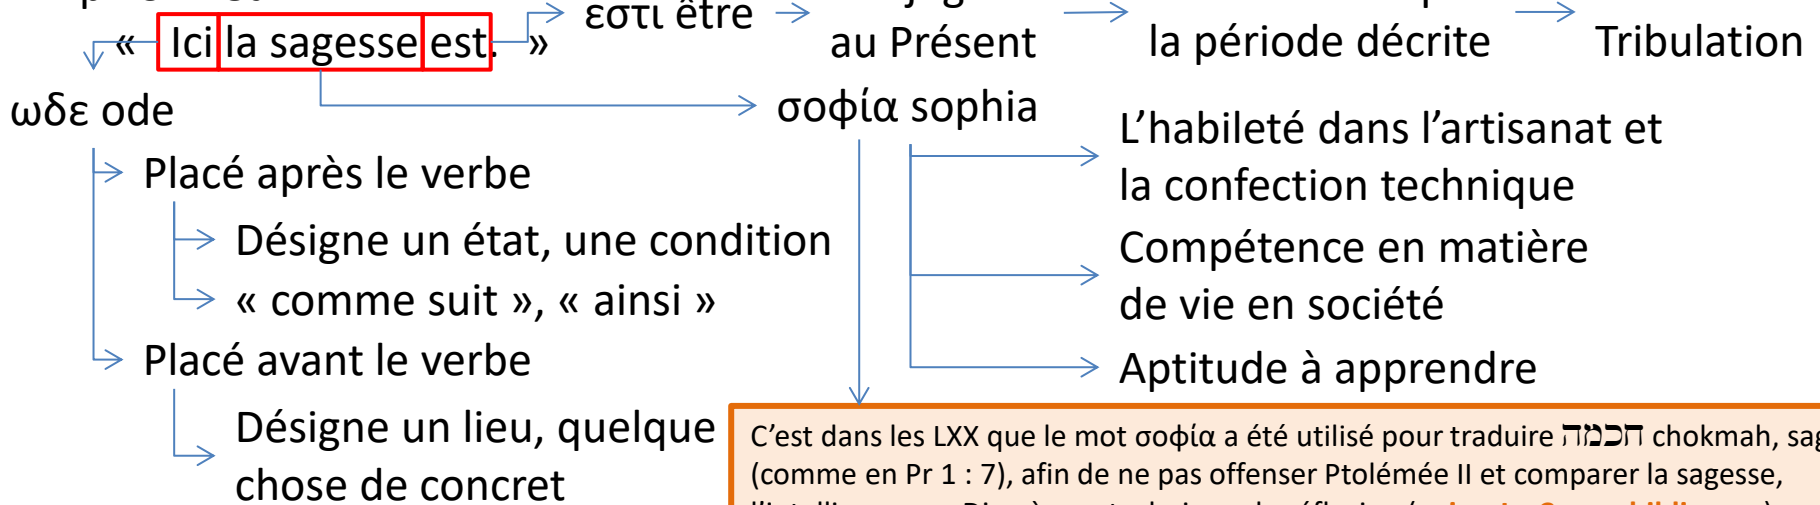 « Ici la sagesse est. »
εστι être
au Présent
la période décrite
Tribulation
ωδε ode
Placé après le verbe
Désigne un état, une condition
« comme suit », « ainsi »
Placé avant le verbe
Désigne un lieu, quelque
chose de concret
σοφία sophia
L’habileté dans l’artisanat et
la confection technique
Compétence en matière
de vie en société
Aptitude à apprendre
C’est dans les LXX que le mot σοφία a été utilisé pour traduire חכמה chokmah,
(comme en Pr 1 : 7), afin de ne pas offenser Ptolémée II et comparer la sagesse,